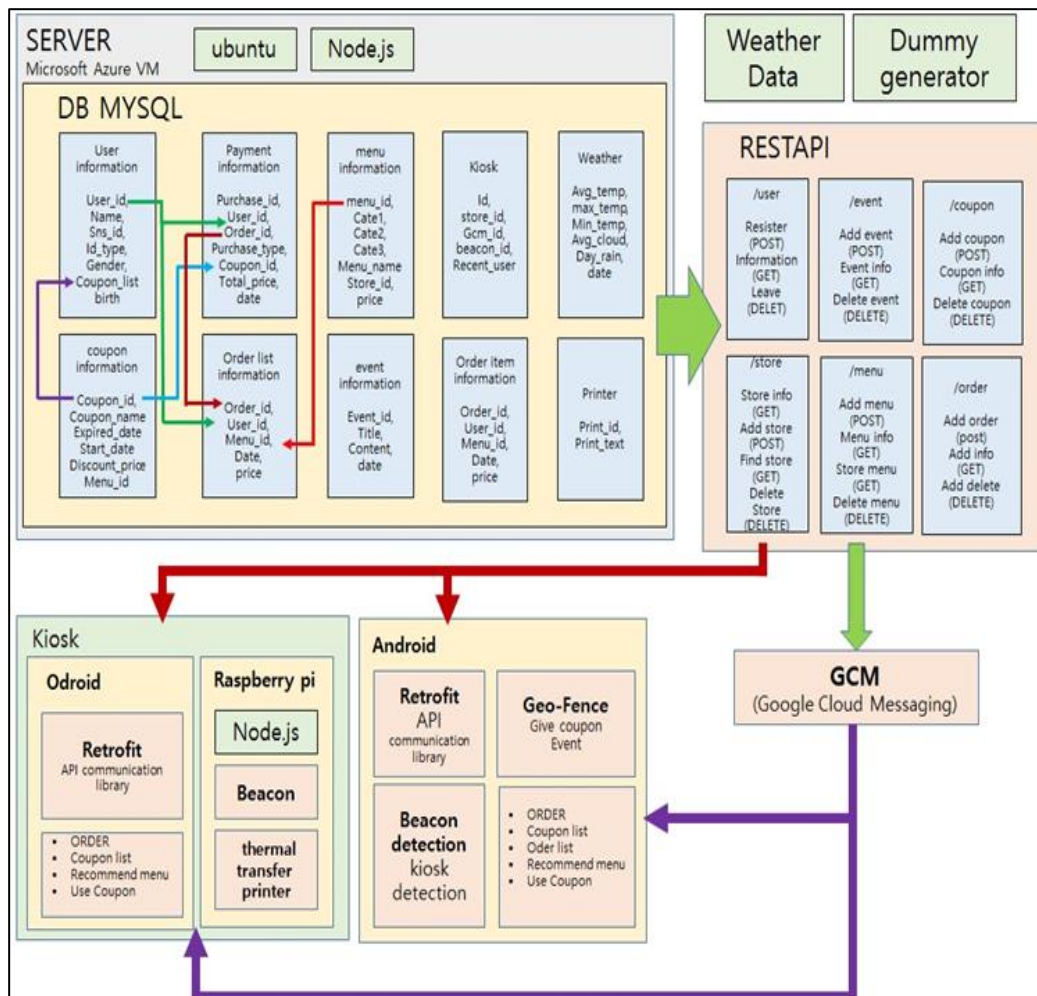 SERVER
Microsoft Azure VM
ubuntu
Node.js
Weather
Data
Dummy
generator
DB MYSQL
User
information
User_id,
Name,
Sns_id,
Id_type,
Gender,
Coupon_list
birth
Payment
information
Purchase_id,
User_id,
Order_id,
Purchase_type,
Coupon_id,
Total_price,
date
menu
information
menu_id,
Cate1,
Cate2,
Cate3,
Menu_name
Store_id,
price
Kiosk
Id,
store_id,
Gcm_id,
beacon_id,
Recent_user
Weather
Avg_temp,
max_temp,
Min_temp,
Avg_cloud,
Day_rain,
date
coupon
information
Coupon_id,
Coupon_name
Expired_date
Start_date
Discount_price
Menu_id
Order list
information
Order_id,
User_id,
Menu_id,
Date,
price
event
information
Event_id,
Title,
Content,
date
Order item
information
Order_id,
User_id,
Menu_id,
Date,
price
Printer
Print_id,
Print_text
RESTAPI
/user
Resister
(POST)
Information
(GET)
Leave
(DELET)
/event
Add event
(POST)
Event info
(GET)
Delete event
(DELETE)
/coupon
Add coupon
(POST)
Coupon info
(GET)
Delete coupon
(DELETE)
/store
Store info
(GET)
Add store
(POST)
Find store
(GET)
Delete
Store
(DELETE)
/menu
Add menu
(POST)
Menu info
(GET)
Store menu
(GET)
Delete menu
(DELETE)
/order
Add order
(post)
Add info
(GET)
Add delete
(DELETE)
Kiosk
Odroid
Retrofit
API communication
library
• ORDER
• Coupon list
• Recommend menu
• Use Coupon
Raspberry pi
Node.js
Beacon
thermal
transfer
printer
Android
Retrofit
API
communication
library
Geo-Fence
Give coupon
Event
Beacon
detection
kiosk
detection
• ORDER
• Coupon list
• Oder list
• Recommend menu
• Use Coupon
GCM
(Google Cloud Messaging)